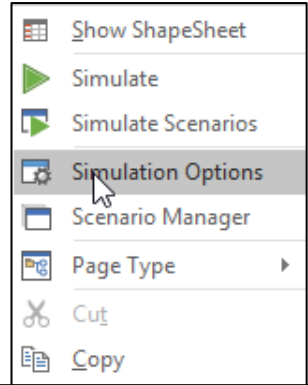 Show ShapeSheet
Simulate
Simulate Scenarios
Simulation Options
Scenario Manager
Page Type
Cut
Copy